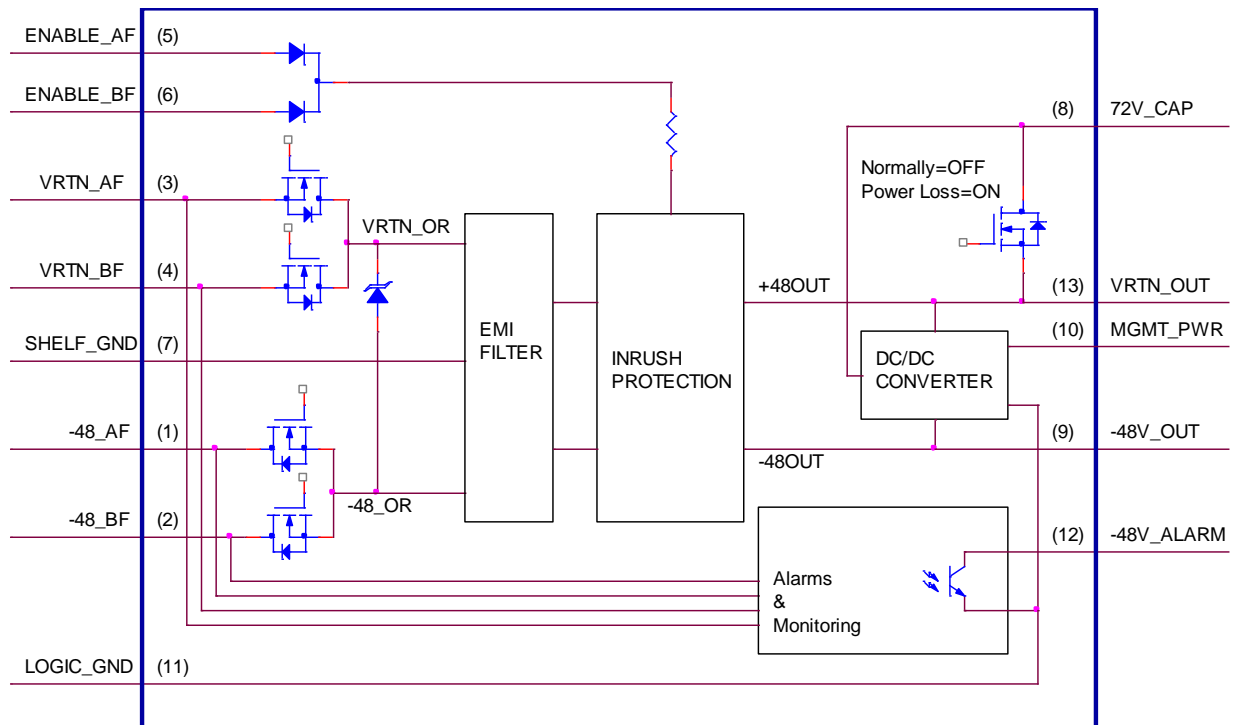 ENABLE_AF (5)
ENABLE_BF (6)
(8) 72V_CAP
Normally=OFF
Power Loss=ON
VRTN_AF (3)
VRTN_OR
VRTN_BF (4)
+48OUT
(13) VRTN_OUT
(10) MGMT_PWR
SHELF_GND (7)
EMI
FILTER
INRUSH
PROTECTION
DC/DC
CONVERTER
-48_AF (1)
(9) -48V_OUT
-48OUT
-48_OR
-48_BF (2)
(12) -48V_ALARM
Alarms
&
Monitoring
LOGIC_GND (11)